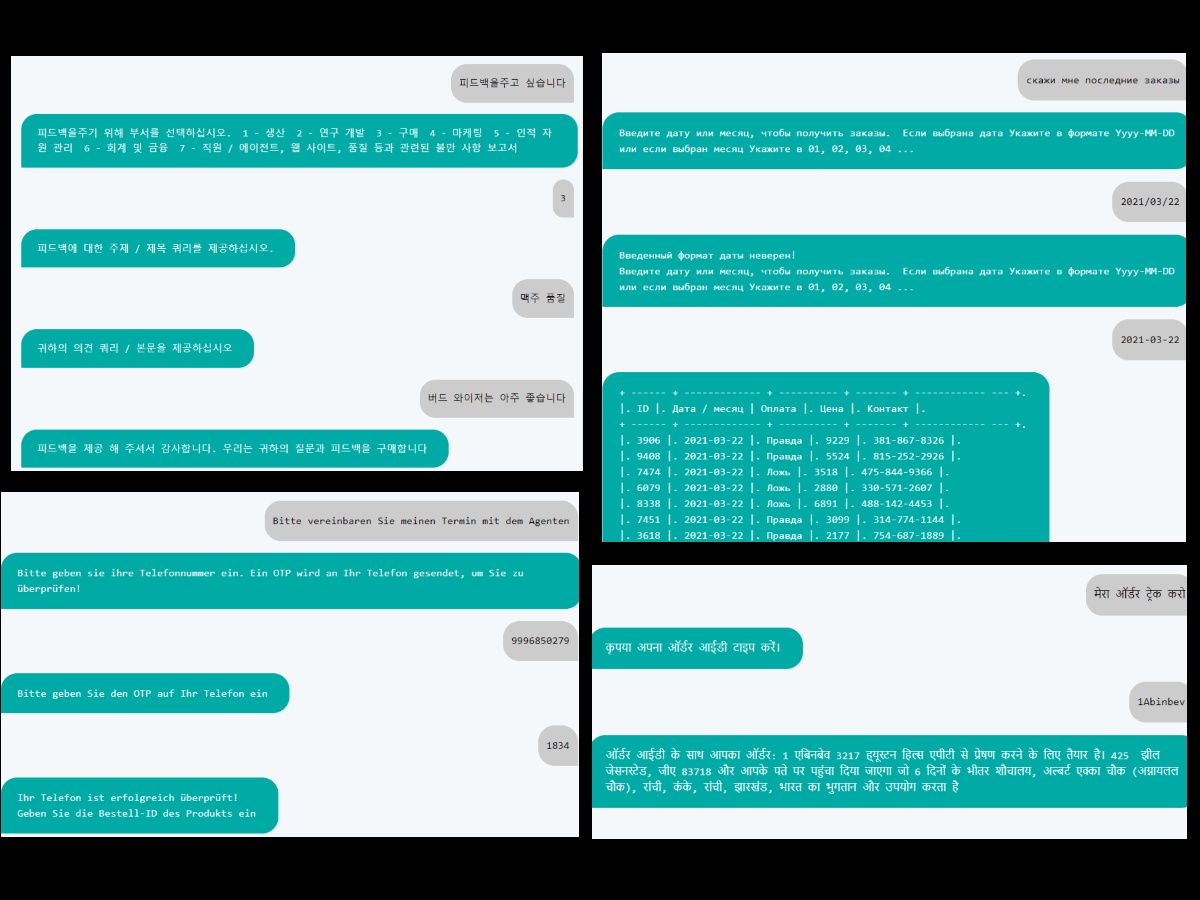 피드백을주고 싶습니다
피드백을주기 위해 부서를 선택하십시오. 1 - 생산 2 - 연구 개발 3 - 구매 4 - 마케팅 5 - 인적 자
원 관리 6 - 회계 및 금융 7 - 직원 / 에이전트, 웹 사이트, 품질 등과 관련된 불만 사항 보고서
3
피드백에 대한 주제 / 제목 쿼리를 제공하십시오.
맥주 품질
귀하의 의견 쿼리 / 본문을 제공하십시오
버드 와이저는 아주 좋습니다
피드백을 제공 해 주셔서 감사합니다. 우리는 귀하의 질문과 피드백을 구매합니다
скажи мне последние заказы
Введите дату или месяц, чтобы получить заказы. Если выбрана дата Укажите в формате Yyyy-MM-DD
или если выбран месяц Укажите в 01, 02, 03, 04 ...
2021/03/22
Введенный формат даты неверен!
Введите дату или месяц, чтобы получить заказы. Если выбрана дата Укажите в формате Yyyy-MM-DD
или если выбран месяц Укажите в 01, 02, 03, 04 ...
2021-03-22
+ ------ + ------------- + ---------- + ------- + ------------ --- +.
|. ID |. Дата / месяц | Оплата |. Цена |. Контакт |.
+ ------ + ------------- + ---------- + ------- + ------------ --- +.
|. 3906 |. 2021-03-22 |. Правда |. 9229 |. 381-867-8326 |.
|. 9408 |. 2021-03-22 |. Правда |. 5524 |. 815-252-2926 |.
|. 7474 |. 2021-03-22 |. Ложь |. 3518 |. 475-844-9366 |.
|. 6079 |. 2021-03-22 |. Ложь |. 2880 |. 330-571-2607 |.
|. 8338 |. 2021-03-22 |. Ложь |. 6891 |. 488-142-4453 |.
|. 7451 |. 2021-03-22 |. Правда |. 3099 |. 314-774-1144 |.
|. 3618 |. 2021-03-22 |. Правда |. 2177 |. 754-687-1889 |.
Bitte vereinbaren Sie meinen Termin mit dem Agenten
Bitte geben sie ihre Telefonnummer ein. Ein OTP wird an Ihr Telefon gesendet, um Sie zu
überprüfen!
9996850279
Bitte geben Sie den OTP auf Ihr Telefon ein
1834
Ihr Telefon ist erfolgreich überprüft!
Geben Sie die Bestell-ID des Produkts ein
मेरा ऑर्डर ट्रेक करो
कृपया अपना ऑर्डर आईडी टाइप करें।
1Abinbev
ऑर्डर आईडी के साथ आपका ऑर्डर: 1 एबिनबेव 3217 ह्यूस्टन हिल्स एपीटी से प्रेषण करने के लिए तैयार है। 425 झील
जेसनस्टेड, जीए 83718 और आपके पते पर पहुंचा दिया जाएगा जो 6 दिनों के भीतर शौचालय, अल्बर्ट एक्का चौक (अग्रायलल
चौक), रांची, कंके, रांची, झारखंड, भारत का भुगतान और उपयोग करता है